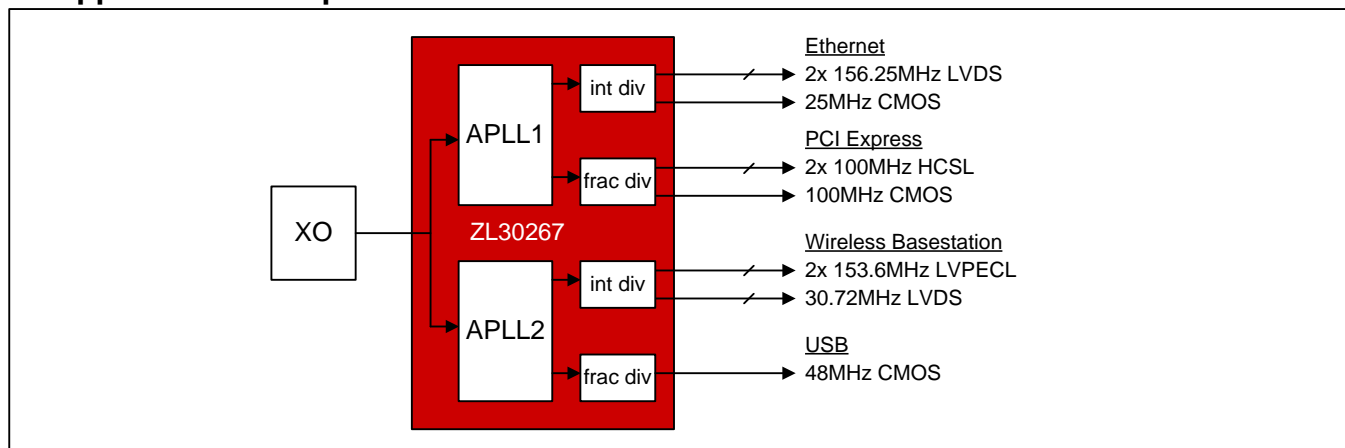 XO
APLL1
int div
frac div
ZL30267
APLL2
int div
frac div
Ethernet
2x 156.25MHz LVDS
25MHz CMOS
PCI Express
2x 100MHz HCSL
100MHz CMOS
Wireless Basestation
2x 153.6MHz LVPECL
30.72MHz LVDS
USB
48MHz CMOS